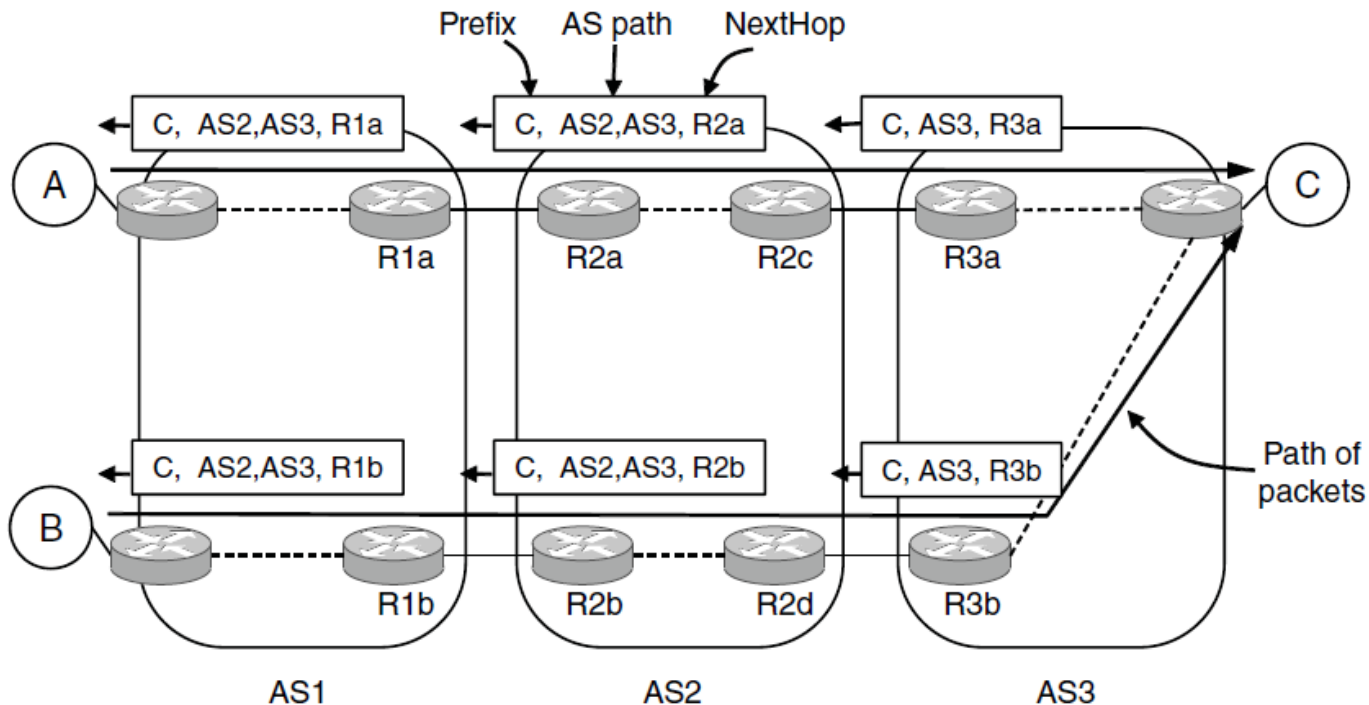 Prefix AS path NextHop
C, AS2,AS3, R1a
C, AS2,AS3, R2a
C, AS3, R3a
A
C
R1a
R2a
R2c
R3a
C, AS2,AS3, R1b
C, AS2,AS3, R2b
C, AS3, R3b
Path of
packets
B
R1b
R2b
R2d
R3b
AS1
AS2
AS3